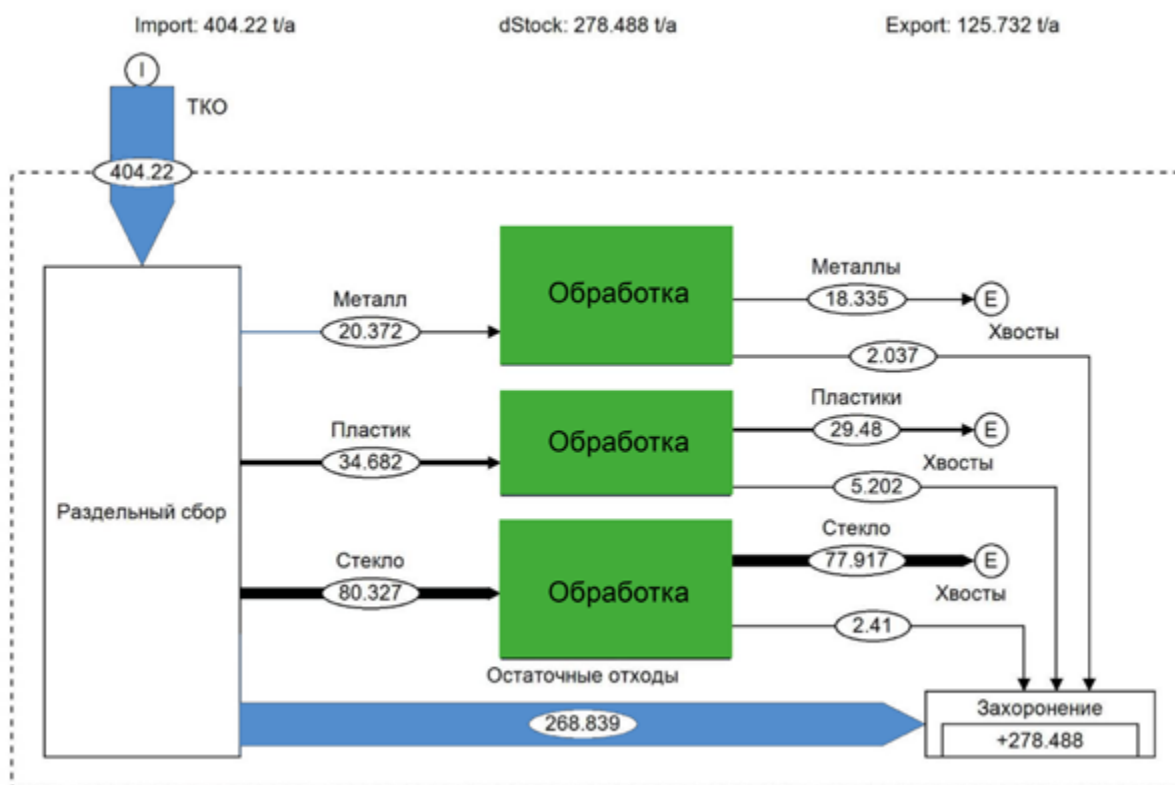 Import: 404.22 t/a
dStock: 278.488 t/a
Export: 125.732 t/a
I
ТКО
404.22
Раздельный сбор
Металл
20.372
Обработка
Металлы
18.335
E
Хвосты
2.037
Пластик
34.682
Обработка
Пластики
29.48
E
Хвосты
5.202
Стекло
80.327
Обработка
Стекло
77.917
E
Хвосты
2.41
Остаточные отходы
268.839
Захоронение
+278.488